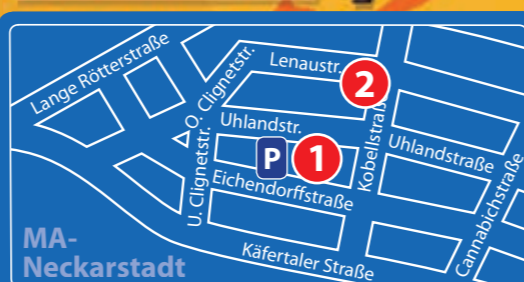 Lange Rötterstraße
O. Clignetstr.
Lenaustr.
2
Kobellstraße
Uhlandstr.
P
1
Uhlandstraße
Eichendorffstraße
U. Clignetstr.
Cannabichstraße
MA-
Neckarstadt
Käfertaler Straße